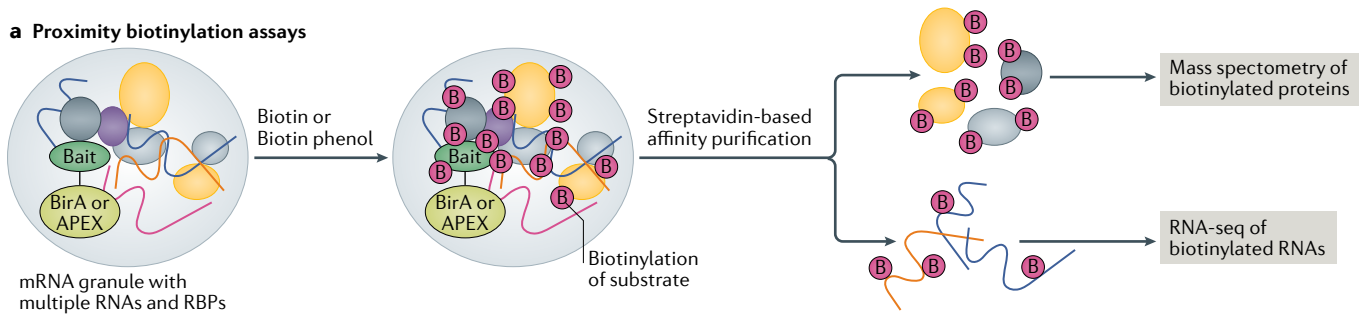 a Proximity biotinylation assays
Bait
BirA or
APEX
mRNA granule with
multiple RNAs and RBPs
Biotin or
Biotin phenol
B
B
B
B
B
B
B
B
B
B
B
B
B
Bait
BirA or
APEX
Biotinylation
of substrate
Streptavidin-based
affinity purification
B
B
B
B
B
B
B
B
Mass spectrometry of
biotinylated proteins
B
B
B
B
RNA-seq of
biotinylated RNAs